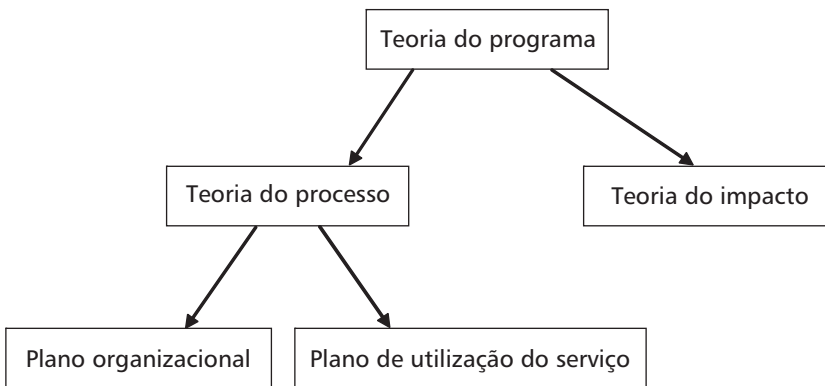 Teoria do programa
Teoria do processo
Teoria do impacto
Plano organizacional
Plano de utilização do serviço